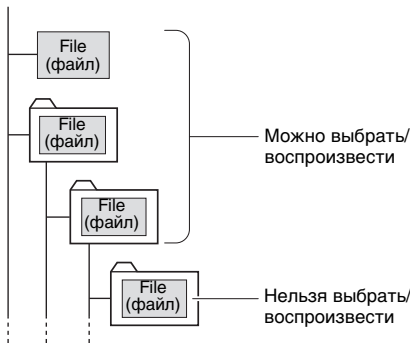 File
(файл)
File
(файл)
Можно выбрать/
воспроизвести
File
(файл)
File
(файл)
Нельзя выбрать/
воспроизвести